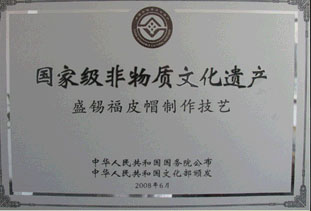 国家级非物质文化遗产
盛锡福皮帽制作技艺
中华人民共和国国务院公布
中华人民共和国文化部颁发
2008年6月